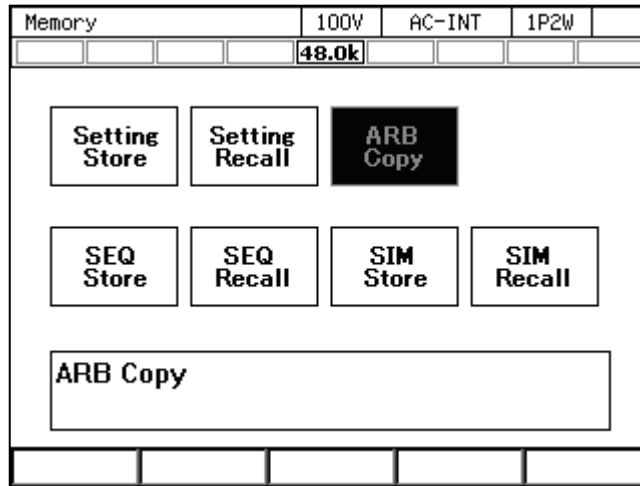 Memory 100V AC-INT 1P2W
48.0k
Setting Setting ARB
Store Recall Copy
SEQ SEQ SIM SIM
Store Recall Store Recall
ARB Copy